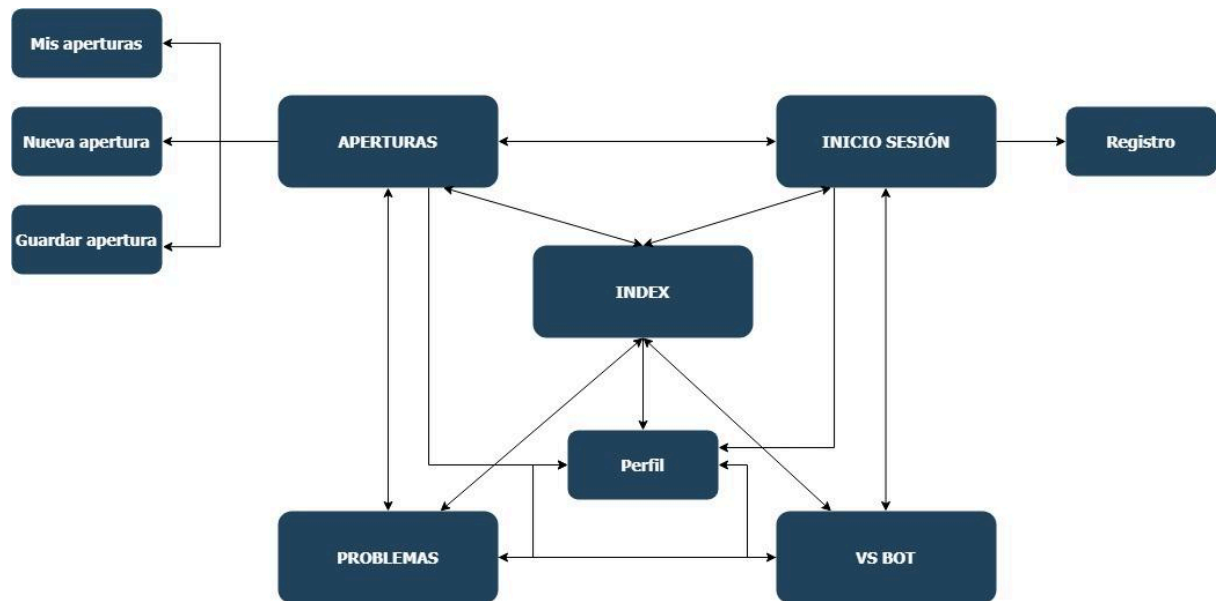 Mis aperturas
Nueva apertura
APERTURAS
INICIO SESIÓN
Registro
Guardar apertura
INDEX
Perfil
PROBLEMAS
VS BOT